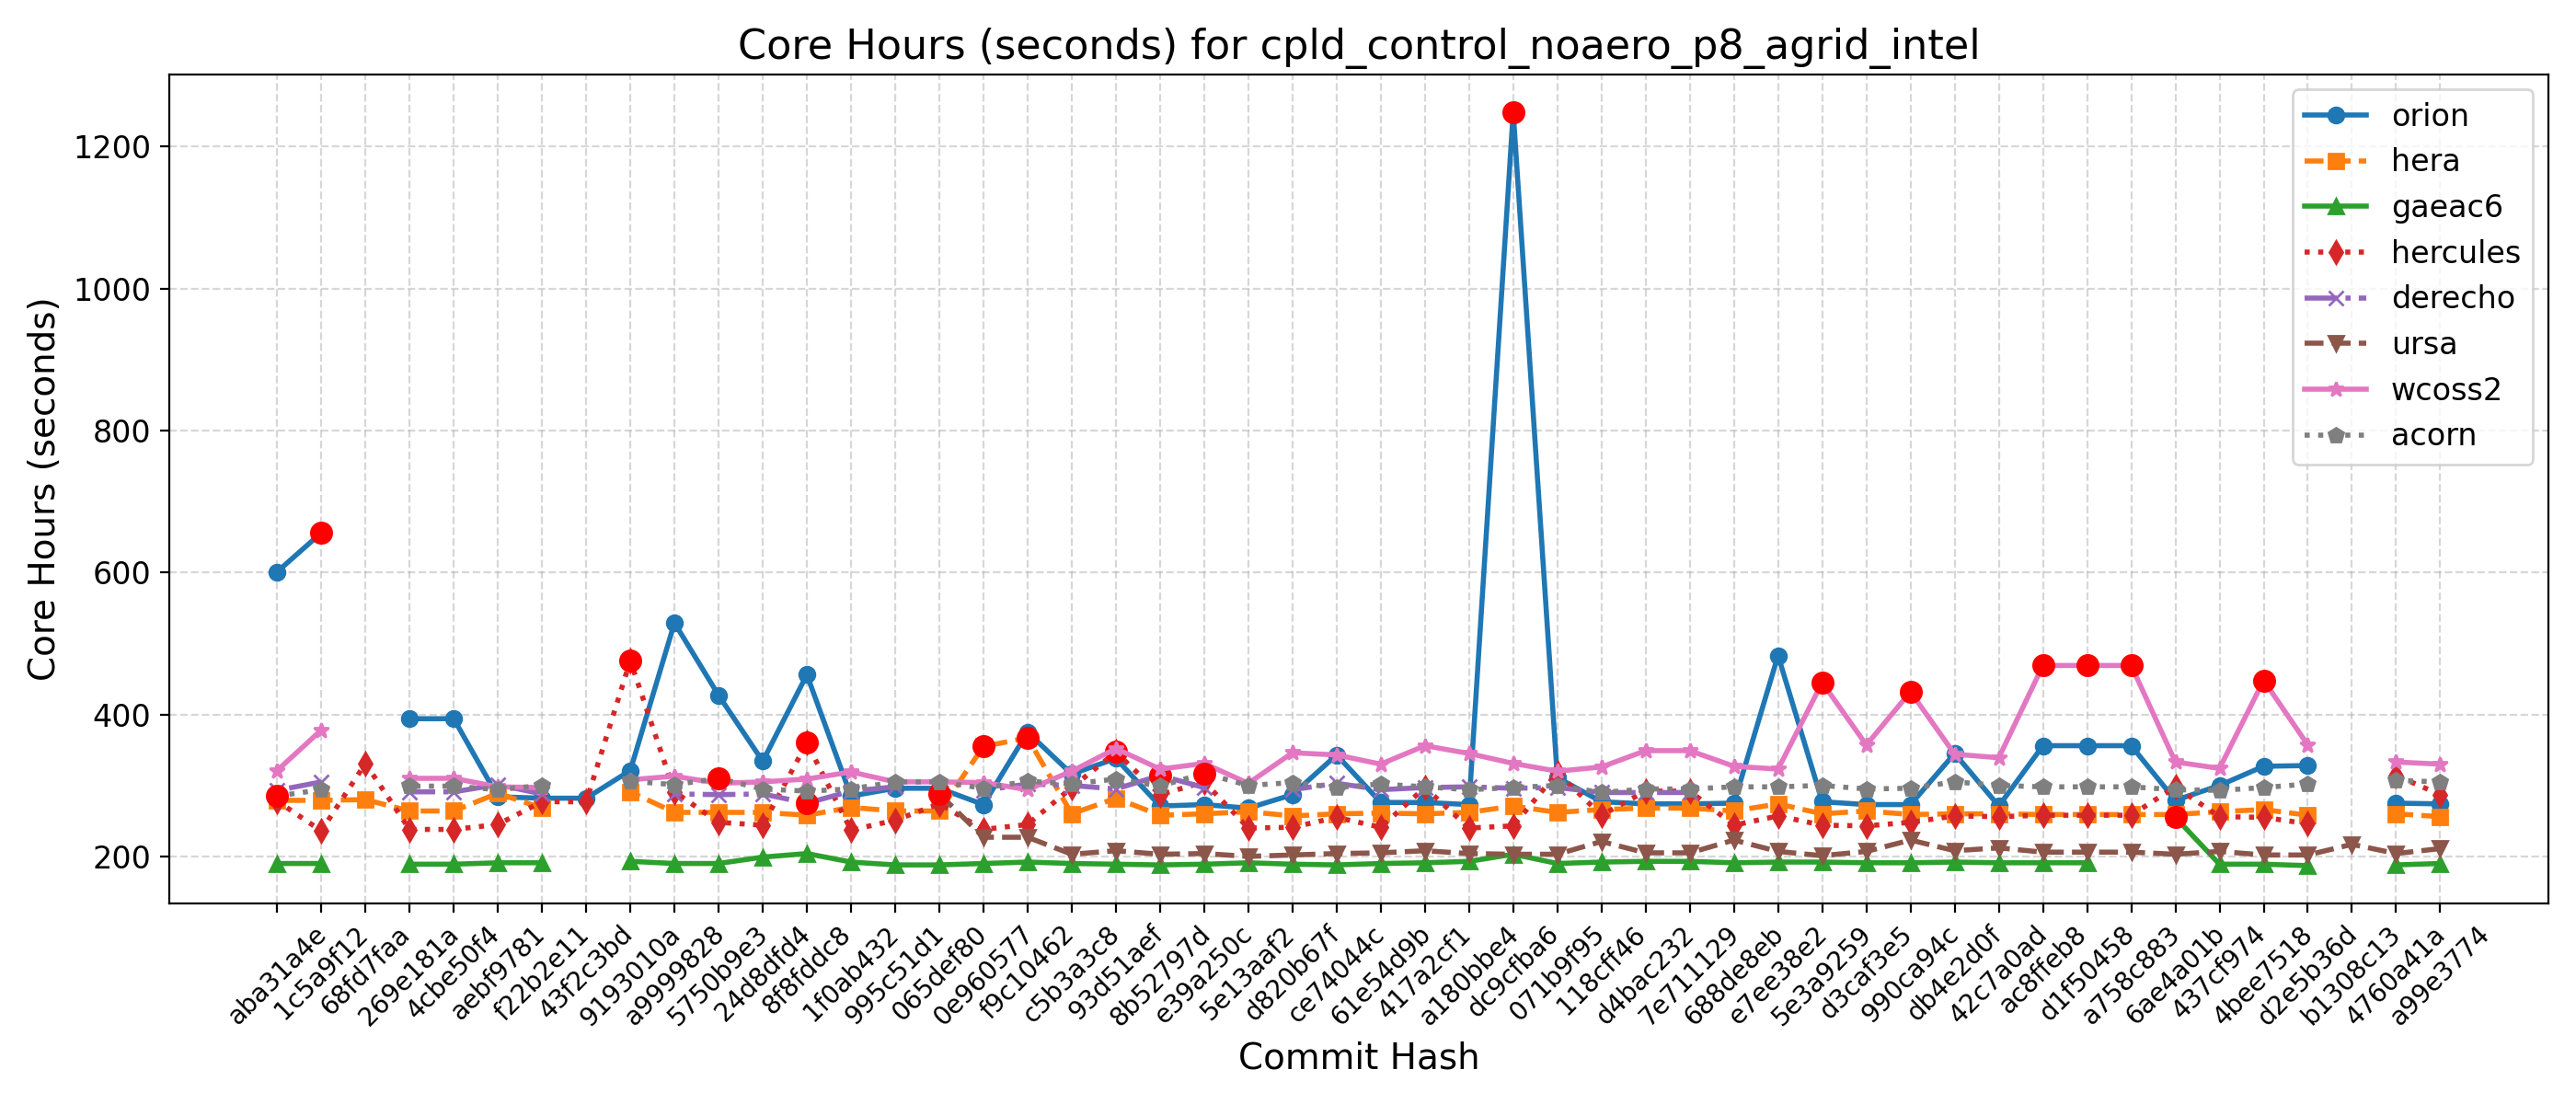 Core Hours (seconds) for cpld_control_noaero_p8_agrid_intel
Core Hours (seconds)
1200
1000
800
600
400
200
orion
hera
gaeac6
hercules
derecho
ursa
wcoss2
acorn
aba31a4e
1c5a9f12
68fd7faa
269e181a
4cbe50f4
aebf9781
f22b2e11
43f2c3bd
9193010a
a9999828
5750b9e3
24d8dfd4
8f8fddc8
1f0ab432
995c51d1
065def80
0e960577
f9c10462
c5b3a3c8
93d51aef
8b52797d
e39a250c
5e13aaf2
d820b67f
ce74044c
61e54d9b
417a2cf1
a180bbe4
dc9cfba6
071b9f95
118cff46
d4bac232
7e711129
688de8eb
e7ee38e2
5e3a9259
d3caf3e5
990ca94c
db4e2d0f
42c7a0ad
ac8ffeb8
d1f50458
a758c883
6ae4a01b
437cf974
4bee7518
d2e5b36d
b1308c13
4760a41a
a99e3774
Commit Hash